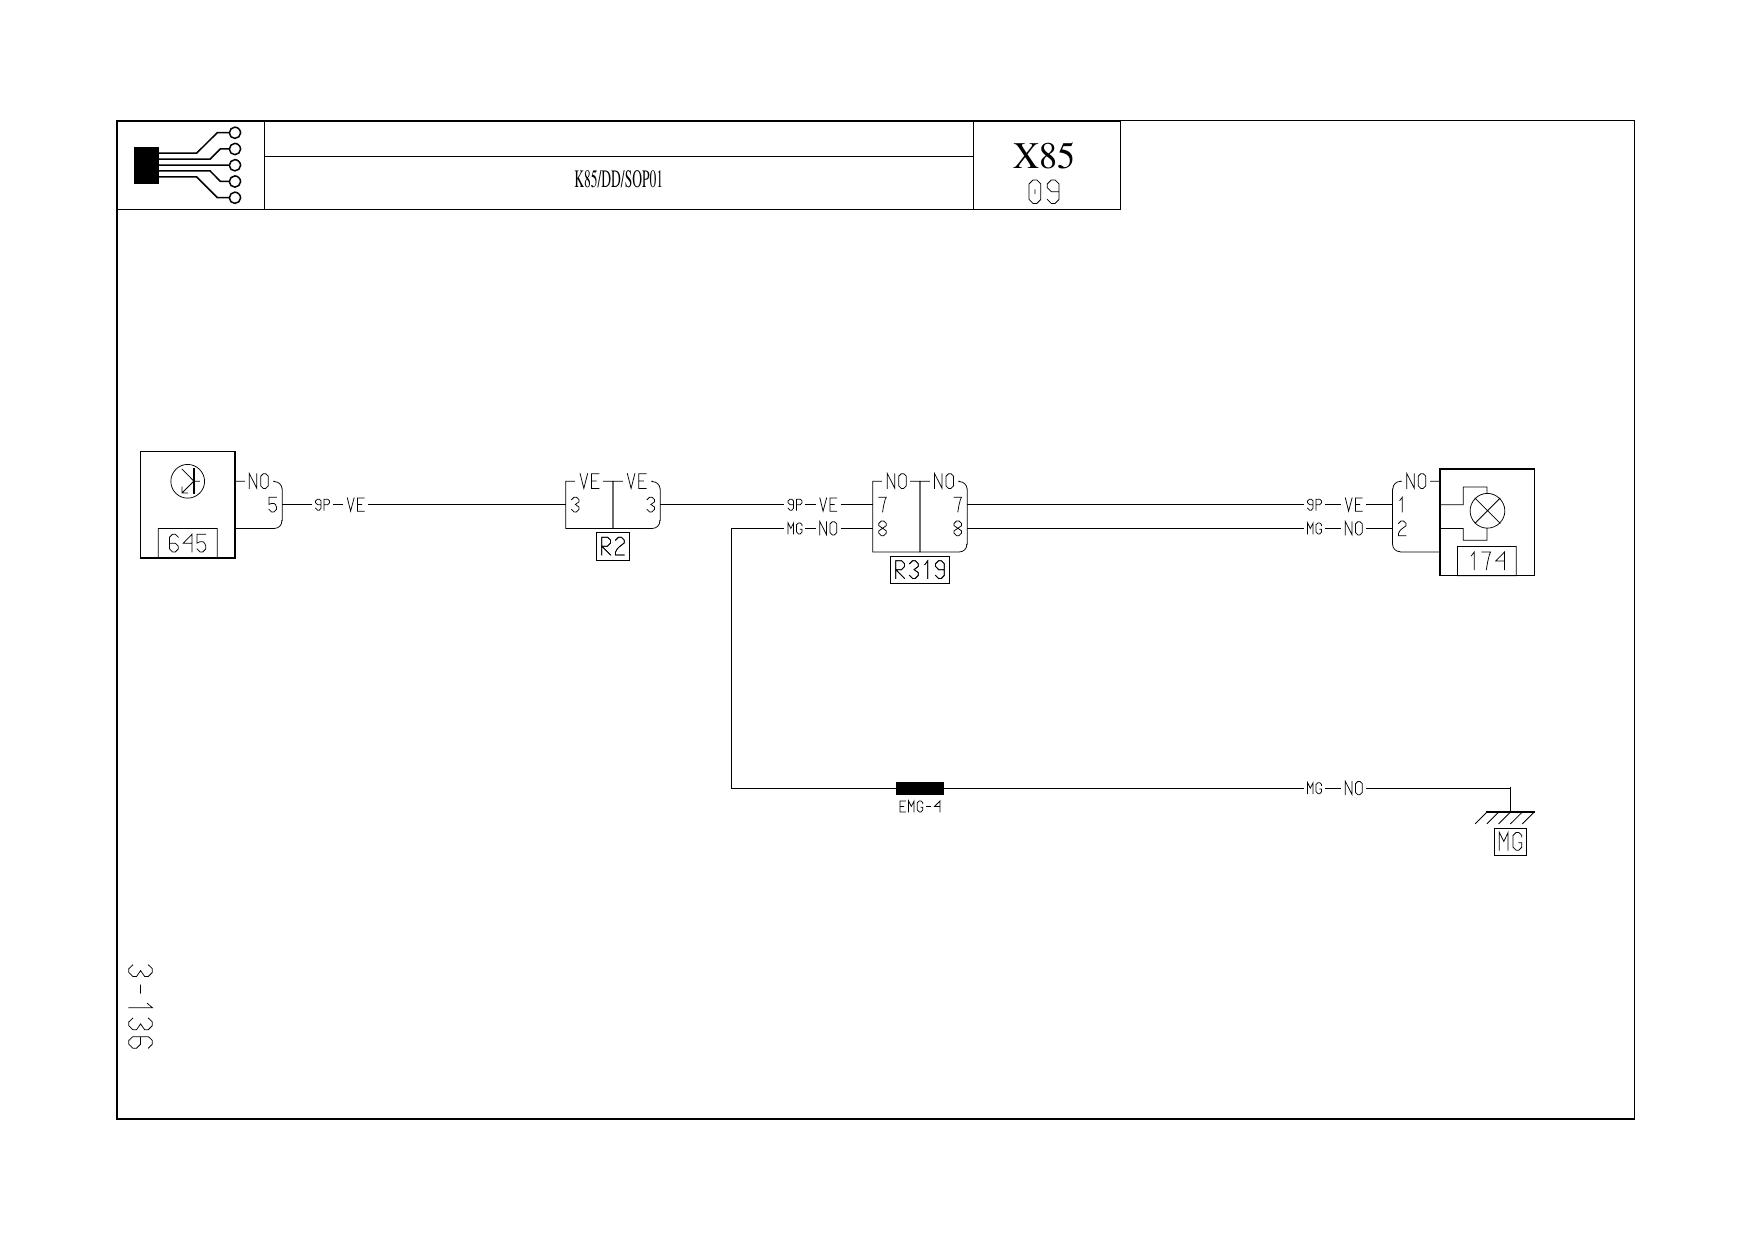 X85
K85/DD/SOP01
09
NO VE VE NO NO NO
5 9P VE 3 3 9P VE 7 7 9P VE 1
MG NO 8 8 MG NO 2
645 R2 R319 174
MG NO
EMG-4
MG
3-136